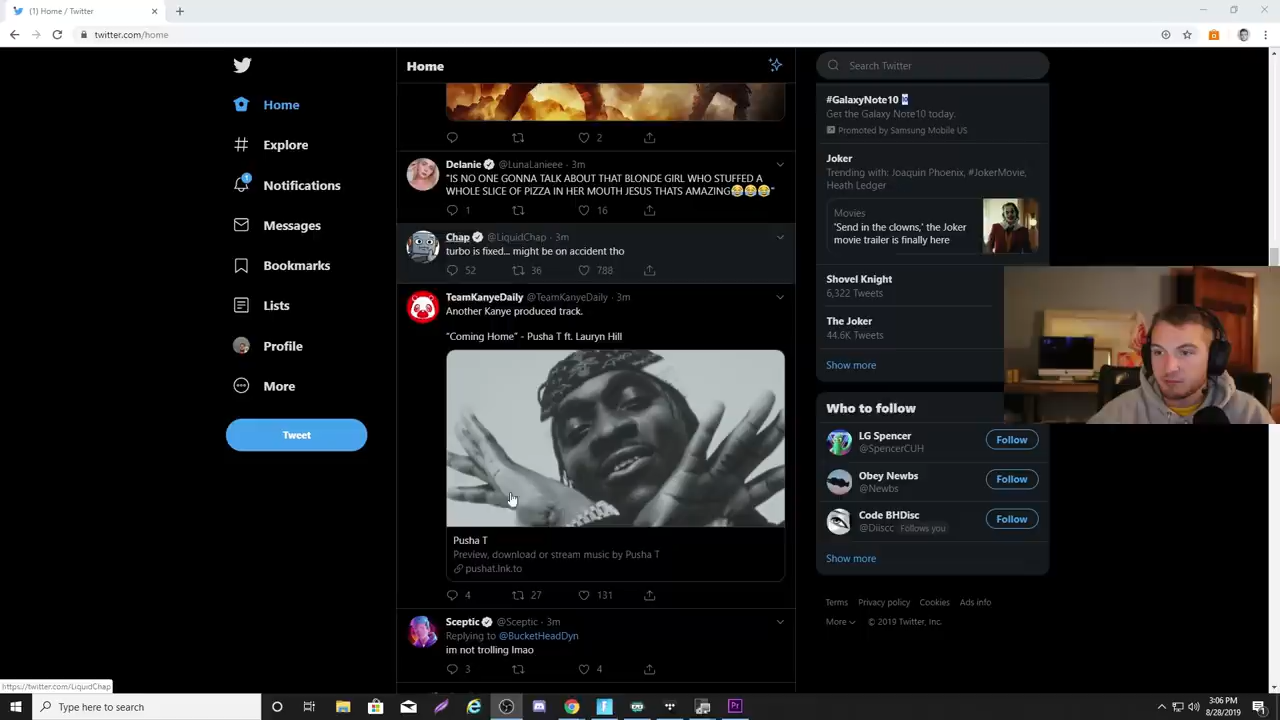 (1) Home / Twitter
twitter.com/home
Home
Explore
1
Notifications
Messages
Bookmarks
Lists
Profile
More
Tweet
Home
2
Delanie @LunaLanieee · 3m
"IS NO ONE GONNA TALK ABOUT THAT BLONDE GIRL WHO STUFFED A
WHOLE SLICE OF PIZZA IN HER MOUTH JESUS THATS AMAZING😂😂😂"
1 16
Chap @LiquidChap · 3m
turbo is fixed... might be on accident tho
52 36 788
TeamKanyeDaily @TeamKanyeDaily · 3m
Another Kanye produced track.
"Coming Home" - Pusha T ft. Lauryn Hill
Pusha T
Preview, download or stream music by Pusha T
pushat.lnk.to
4 27 131
Sceptic @Sceptic · 3m
Replying to @BucketHeadDyn
im not trolling lmao
3 4
Search Twitter
#GalaxyNote10
Get the Galaxy Note10 today.
Promoted by Samsung Mobile US
Joker
Trending with: Joaquin Phoenix, #JokerMovie,
Heath Ledger
Movies
'Send in the clowns,' the Joker
movie trailer is finally here
Shovel Knight
6,322 Tweets
The Joker
44.6K Tweets
Show more
Who to follow
LG Spencer
@SpencerCUH
Follow
Obey Newbs
@Newbs
Follow
Code BHDisc
@Diiscc Follows you
Follow
Show more
Terms Privacy policy Cookies Ads info
More © 2019 Twitter, Inc.
https://twitter.com/LiquidChap
Type here to search
3:06 PM
8/28/2019